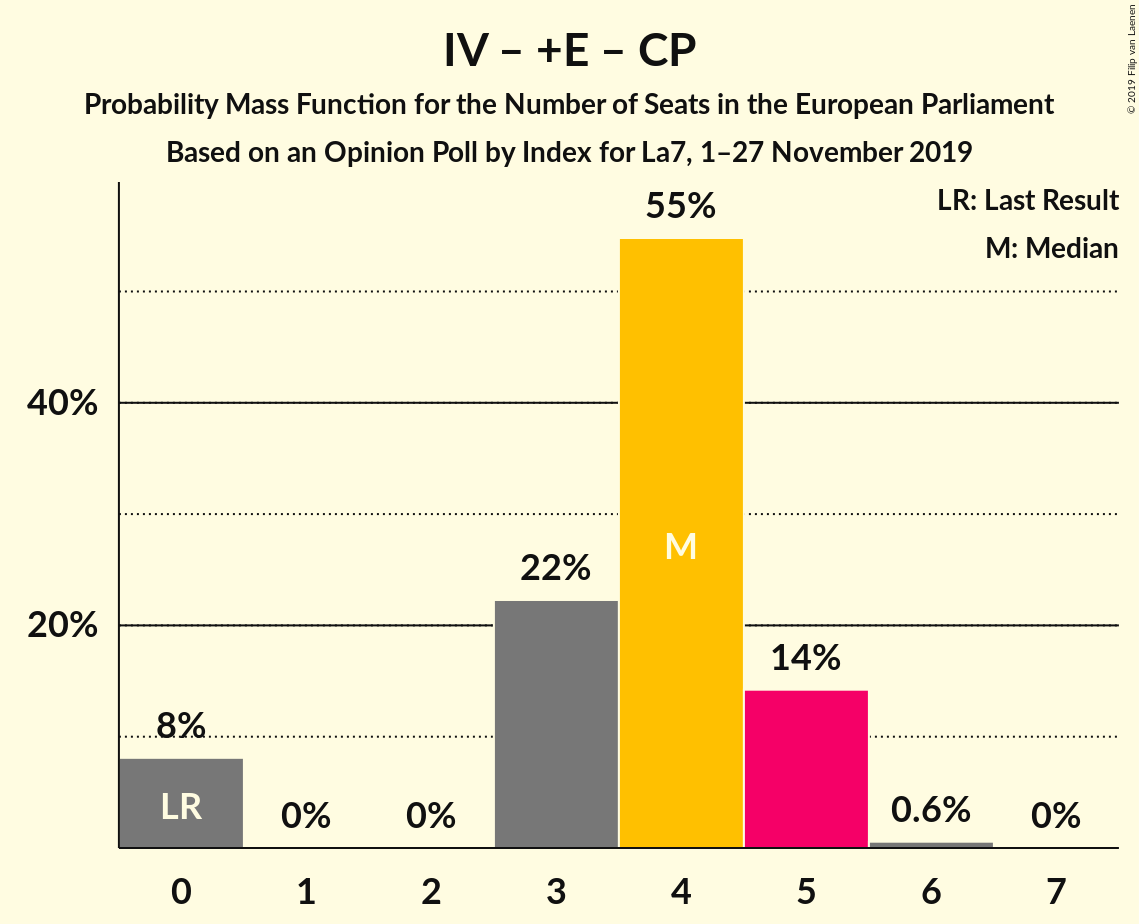 IV – +E – CP
Probability Mass Function for the Number of Seats in the European Parliament
Based on an Opinion Poll by Index for La7, 1–27 November 2019
© 2019 Filip van Laenen
LR: Last Result
M: Median
55%
40%
M
22%
20%
14%
8%
LR
0%
0%
0.6%
0%
0 1 2 3 4 5 6 7